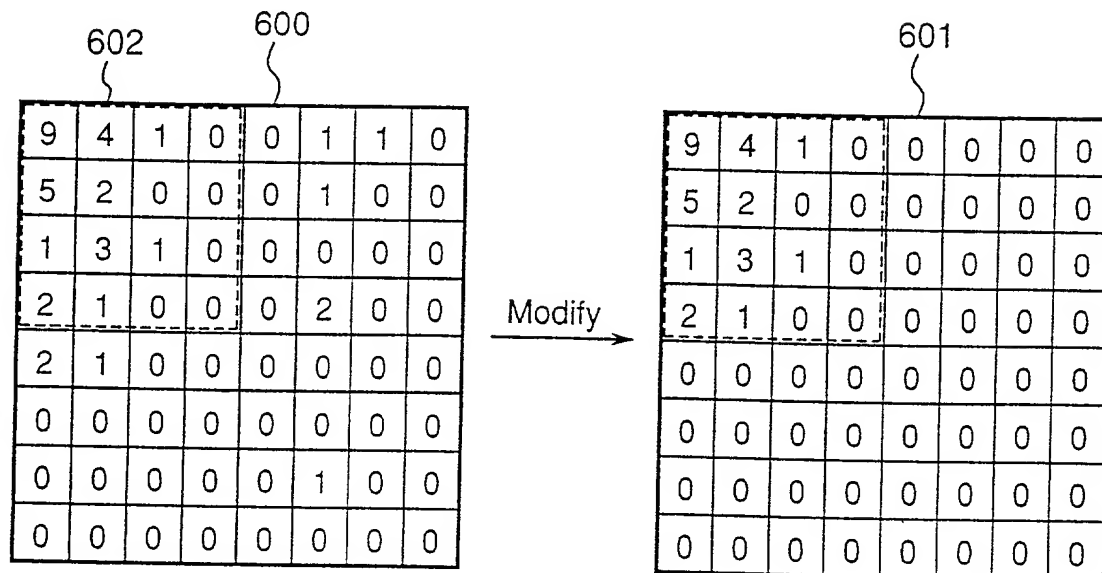 602 600 601
9 4 1 0 0 1 1 0 9 4 1 0 0 0 0 0
5 2 0 0 0 1 0 0 5 2 0 0 0 0 0 0
1 3 1 0 0 0 0 0 1 3 1 0 0 0 0 0
2 1 0 0 0 2 0 0 2 1 0 0 0 0 0 0
Modify
2 1 0 0 0 0 0 0 0 0 0 0 0 0 0 0
0 0 0 0 0 0 0 0 0 0 0 0 0 0 0 0
0 0 0 0 0 1 0 0 0 0 0 0 0 0 0 0
0 0 0 0 0 0 0 0 0 0 0 0 0 0 0 0